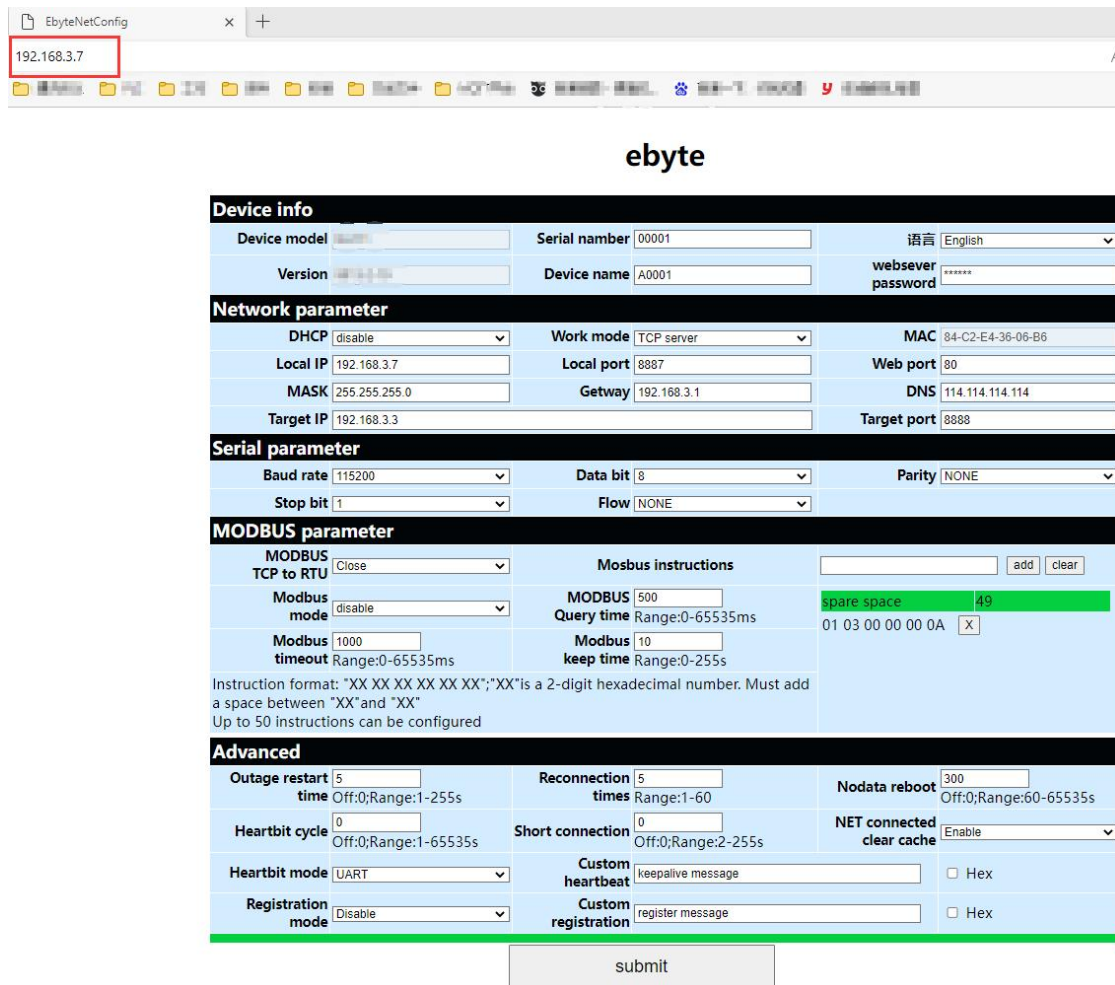 EbyteNetConfig
192.168.3.7
ebyte
Device info
Device model Serial namber 00001 语言 English
Version Device name A0001 websever password ******
Network parameter
DHCP disable Work mode TCP server MAC 84-C2-E4-36-06-B6
Local IP 192.168.3.7 Local port 8887 Web port 80
MASK 255.255.255.0 Getway 192.168.3.1 DNS 114.114.114.114
Target IP 192.168.3.3 Target port 8888
Serial parameter
Baud rate 115200 Data bit 8 Parity NONE
Stop bit 1 Flow NONE
MODBUS parameter
MODBUS TCP to RTU Close Mosbus instructions add clear
Modbus mode disable MODBUS Query time 500 Range:0-65535ms spare space 49
01 03 00 00 00 0A X
Modbus timeout 1000 Range:0-65535ms Modbus keep time 10 Range:0-255s
Instruction format: "XX XX XX XX XX XX";"XX"is a 2-digit hexadecimal number. Must add
a space between "XX"and "XX"
Up to 50 instructions can be configured
Advanced
Outage restart time 5 Off:0;Range:1-255s Reconnection times 5 Range:1-60 Nodata reboot 300 Off:0;Range:60-65535s
Heartbit cycle 0 Off:0;Range:1-65535s Short connection 0 Off:0;Range:2-255s NET connected clear cache Enable
Heartbit mode UART Custom heartbeat keepalive message Hex
Registration mode Disable Custom registration register message Hex
submit